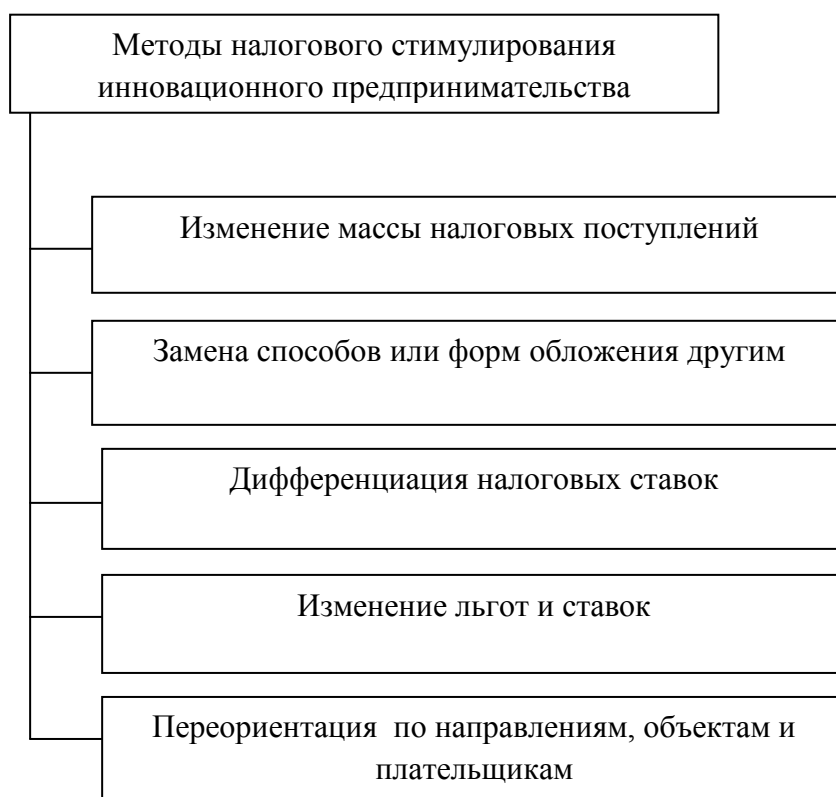 Методы налогового стимулирования
инновационного предпринимательства
Изменение массы налоговых поступлений
Замена способов или форм обложения другим
Дифференциация налоговых ставок
Изменение льгот и ставок
Переориентация по направлениям, объектам и
плательщикам